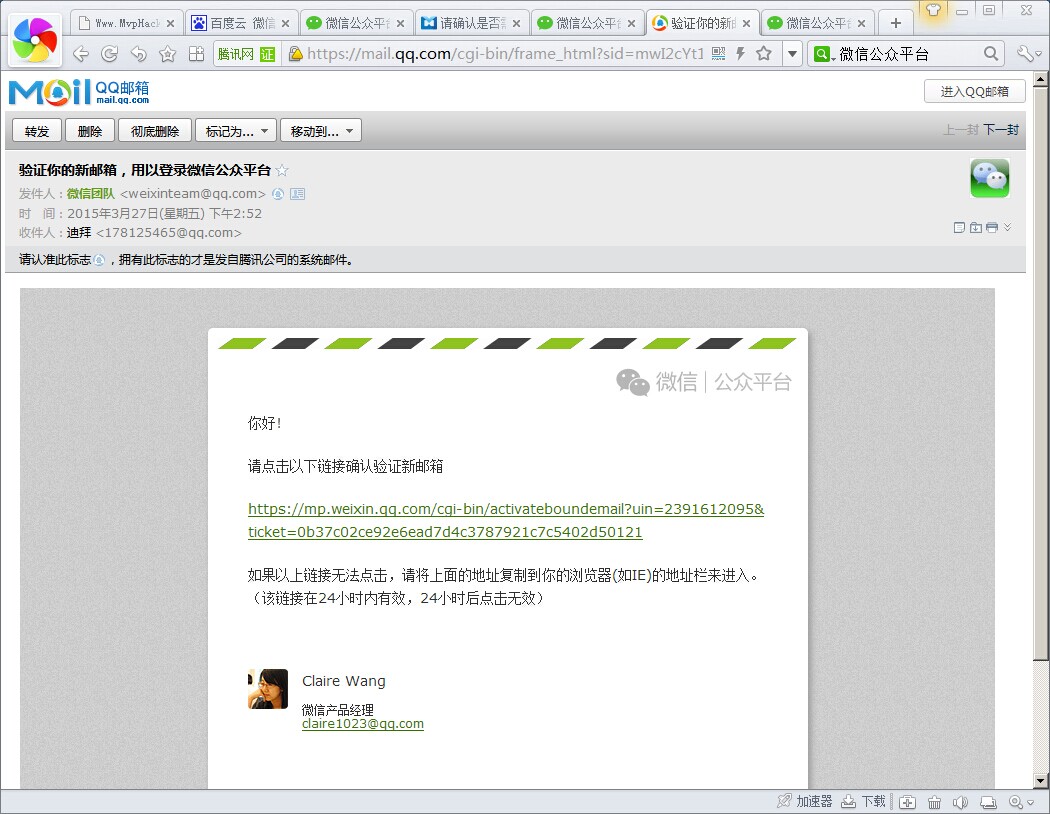 Www.MvpHack
百度云 微信
微信公众平台
请确认是否
微信公众平台
验证你的新邮
微信公众平台
腾讯网 证 https://mail.qq.com/cgi-bin/frame_html?sid=mwI2cYt1 微信公众平台
Mail QQ邮箱
mail.qq.com
进入QQ邮箱
转发 删除 彻底删除 标记为... 移动到... 上一封 下一封
验证你的新邮箱，用以登录微信公众平台
发件人：微信团队 <weixinteam@qq.com>
时 间：2015年3月27日(星期五) 下午2:52
收件人：迪拜 <178125465@qq.com>
请认准此标志 ，拥有此标志的才是发自腾讯公司的系统邮件。
微信 | 公众平台
你好!
请点击以下链接确认验证新邮箱
https://mp.weixin.qq.com/cgi-bin/activateboundemail?uin=2391612095&
ticket=0b37c02ce92e6ead7d4c3787921c7c5402d50121
如果以上链接无法点击，请将上面的地址复制到你的浏览器(如IE)的地址栏来进入。
（该链接在24小时内有效，24小时后点击无效）
Claire Wang
微信产品经理
claire1023@qq.com
加速器 下载